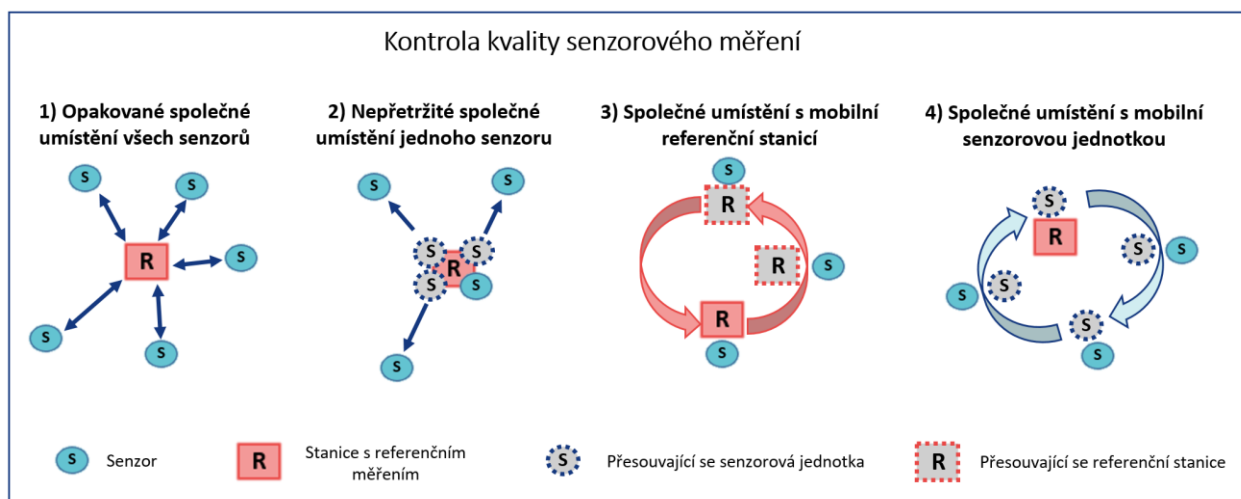 Kontrola kvality senzorového měření
1) Opakované společné
umístění všech senzorů
S
S
S
S
S
R
2) Nepřetržité společné
umístění jednoho senzoru
S
S
S
S
R
S
S
S
3) Společné umístění s mobilní
referenční stanicí
S
R
R
S
R
S
4) Společné umístění s mobilní
senzorovou jednotkou
S
R
S
S
S
S
S
S
S
Senzor
R
Stanice s referenčním
měřením
S
Přesouvající se senzorová jednotka
R
Přesouvající se referenční stanice